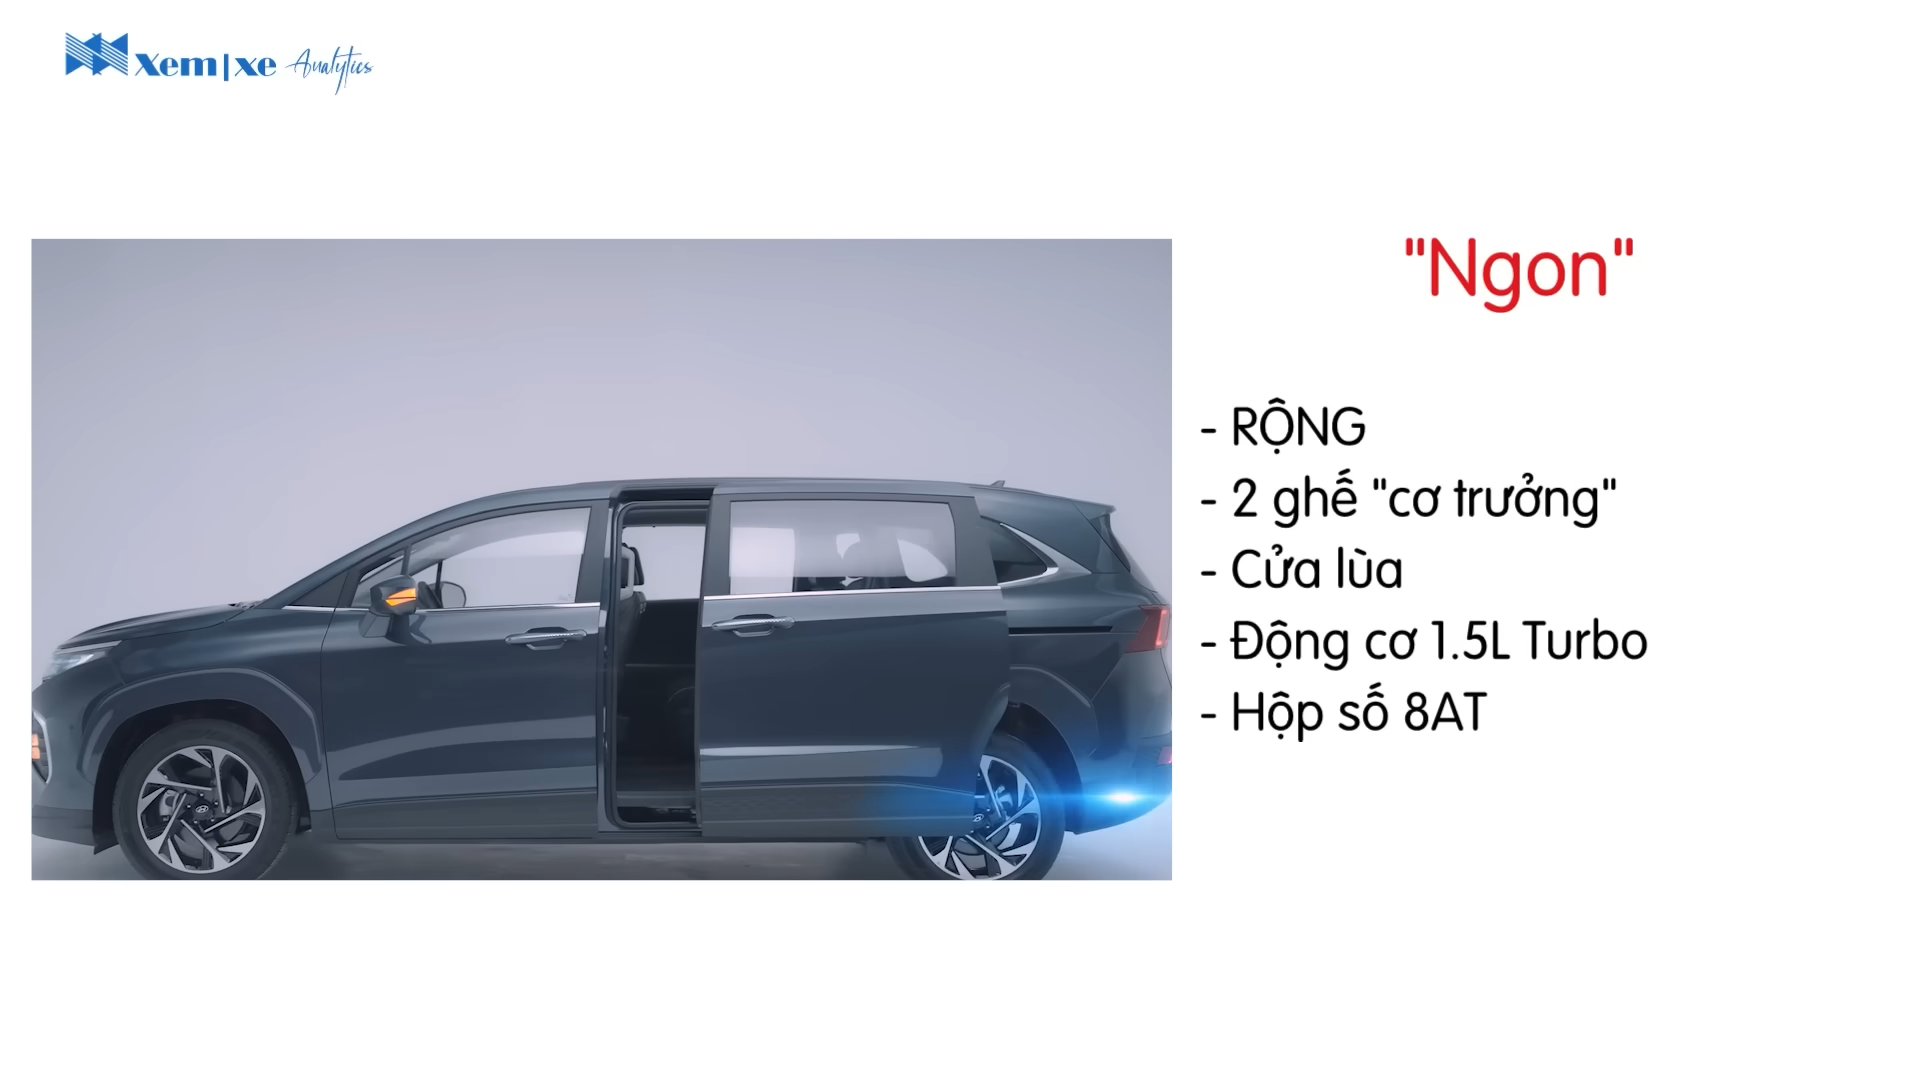 Xem|xe Analytics
"Ngon"
- RỘNG
- 2 ghế "cơ trưởng"
- Cửa lùa
- Động cơ 1.5L Turbo
- Hộp số 8AT